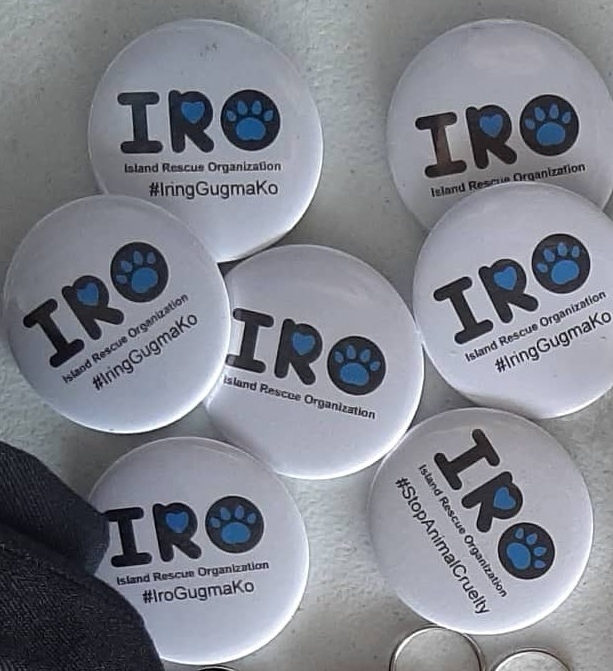 IRO
Island Rescue Organization
#IringGugmaKo
IRO
Island Rescue Organization
IRO
Island Rescue Organization
#IringGugmaKo
IRO
Island Rescue Organization
IRO
Island Rescue Organization
#IringGugmaKo
IRO
Island Rescue Organization
#IroGugmaKo
IRO
Island Rescue Organization
#StopAnimalCruelty